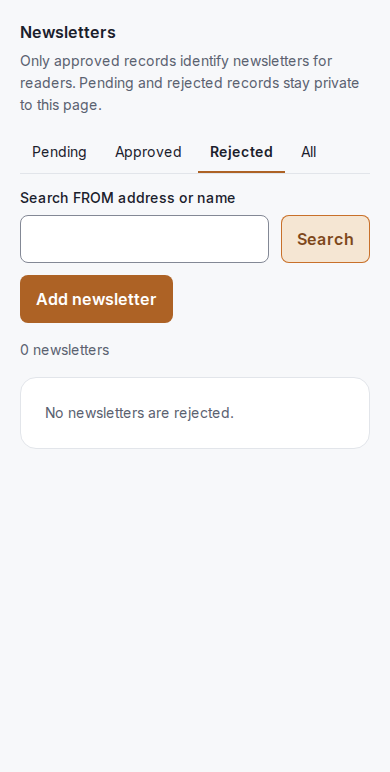 Newsletters
Only approved records identify newsletters for
readers. Pending and rejected records stay private
to this page.
Pending Approved Rejected All
Search FROM address or name
Search
Add newsletter
0 newsletters
No newsletters are rejected.